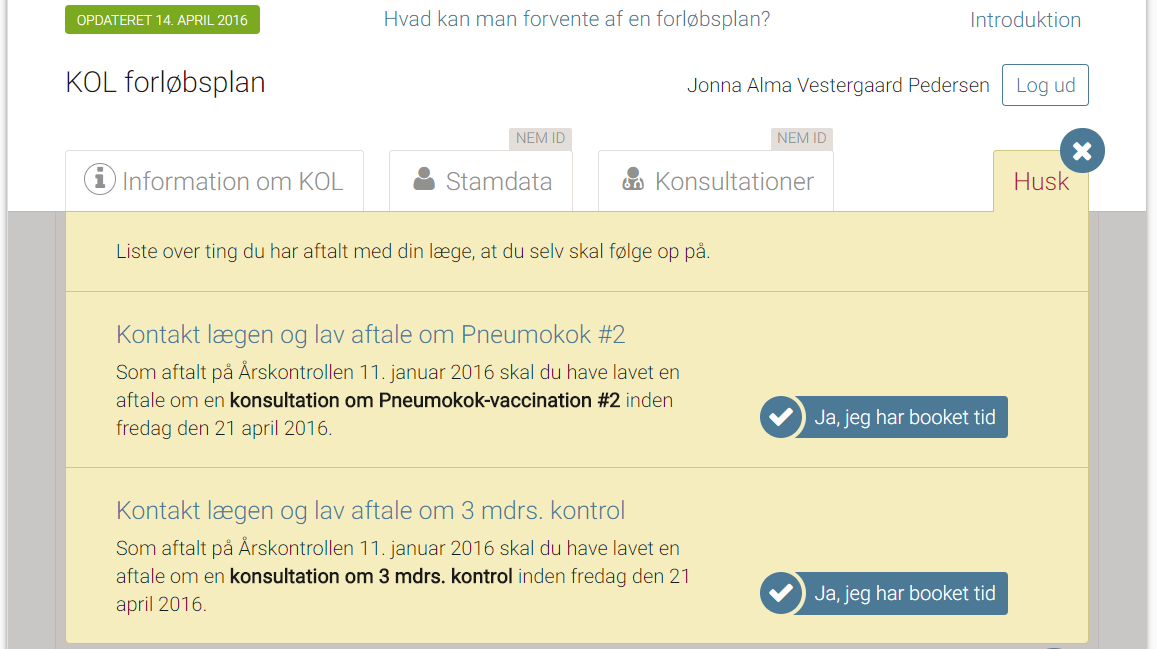 OPDATERET 14. APRIL 2016
Hvad kan man forvente af en forløbsplan?
Introduktion
KOL forløbsplan
Jonna Alma Vestergaard Pedersen
Log ud
NEM ID
NEM ID
Information om KOL
Stamdata
Konsultationer
Husk
Liste over ting du har aftalt med din læge, at du selv skal følge op på.
Kontakt lægen og lav aftale om Pneumokok #2
Som aftalt på Årskontrollen 11. januar 2016 skal du have lavet en
aftale om en konsultation om Pneumokok-vaccination #2 inden
fredag den 21 april 2016.
Ja, jeg har booket tid
Kontakt lægen og lav aftale om 3 mdrs. kontrol
Som aftalt på Årskontrollen 11. januar 2016 skal du have lavet en
aftale om en konsultation om 3 mdrs. kontrol inden fredag den 21
april 2016.
Ja, jeg har booket tid